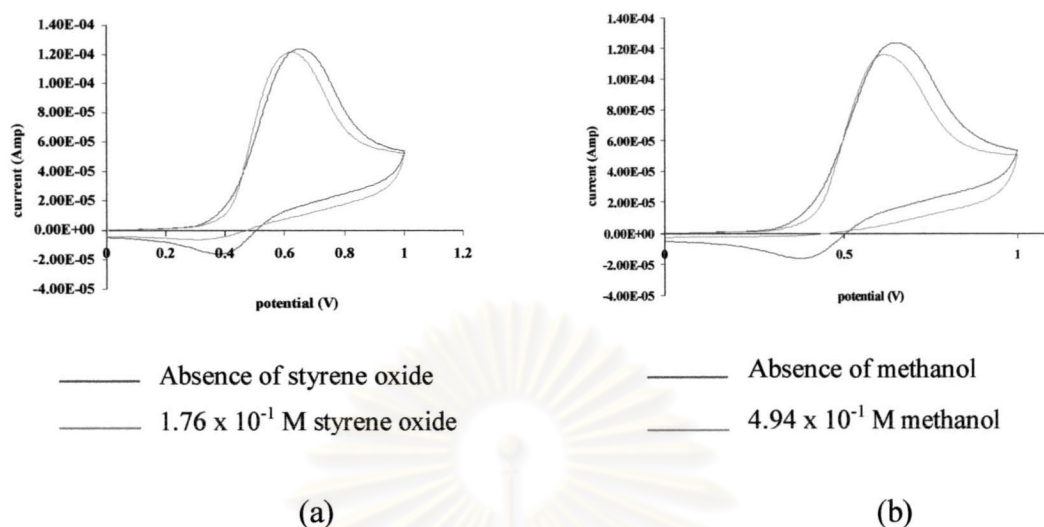 1.40E-04
1.20E-04
1.00E-04
8.00E-05
6.00E-05
4.00E-05
2.00E-05
0.00E+00
-2.00E-05
-4.00E-05
current (Amp)
0 0.2 0.4 0.6 0.8 1 1.2
potential (V)
Absence of styrene oxide
1.76 x 10⁻¹ M styrene oxide
(a)
1.40E-04
1.20E-04
1.00E-04
8.00E-05
6.00E-05
4.00E-05
2.00E-05
0.00E+00
-2.00E-05
-4.00E-05
current (Amp)
0 0.5 1
potential (V)
Absence of methanol
4.94 x 10⁻¹ M methanol
(b)